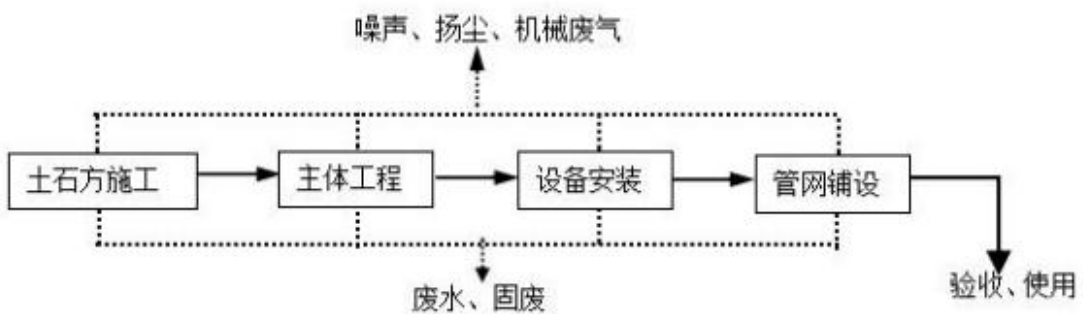 噪声、扬尘、机械废气
土石方施工
主体工程
设备安装
管网铺设
废水、固废
验收、使用